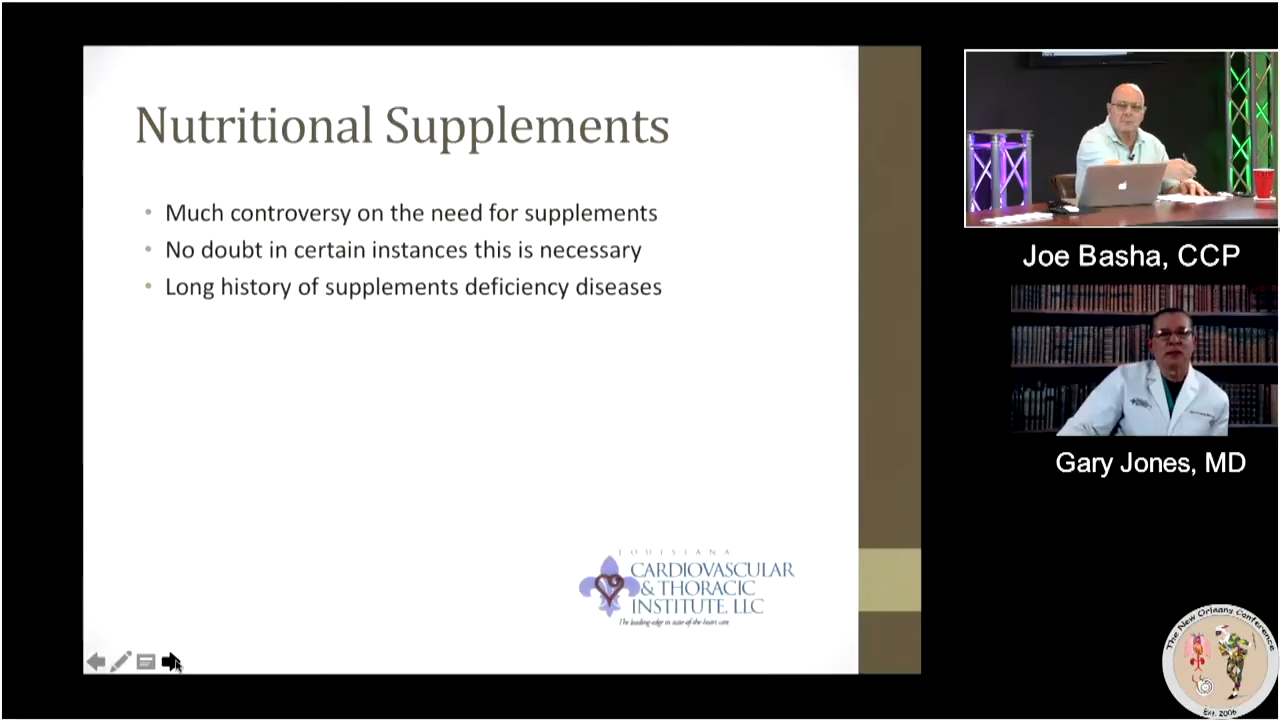 Nutritional Supplements
• Much controversy on the need for supplements
• No doubt in certain instances this is necessary
• Long history of supplements deficiency diseases
LOUISIANA
CARDIOVASCULAR
& THORACIC
INSTITUTE, LLC
The leading edge in state-of-the-heart care
Joe Basha, CCP
Gary Jones, MD
The New Orleans Conference
Est. 2006